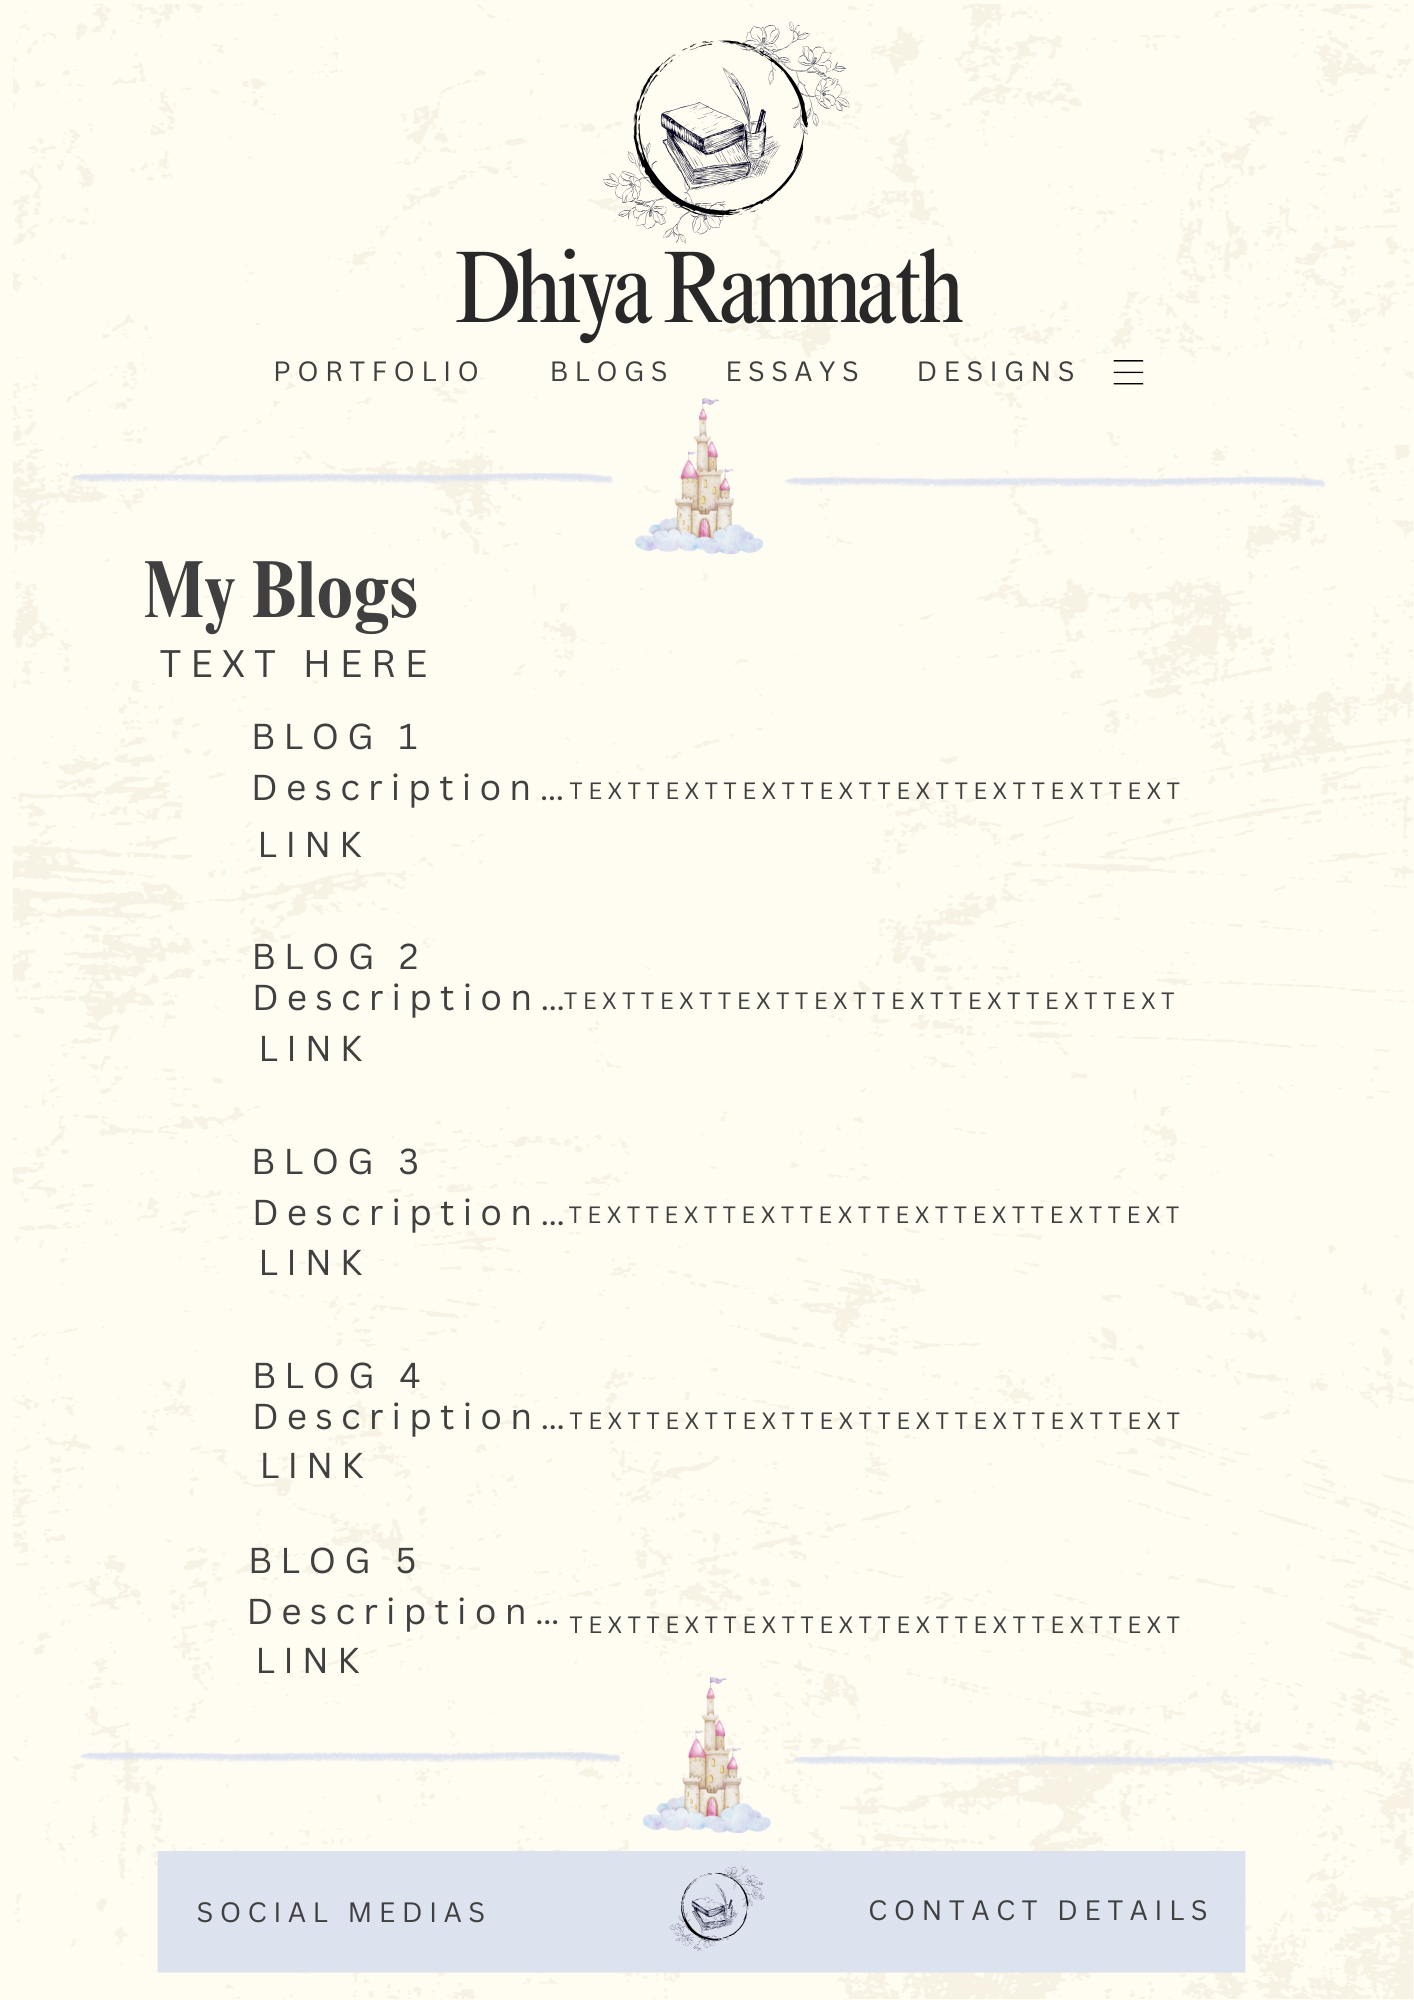 Dhiya Ramnath
PORTFOLIO BLOGS ESSAYS DESIGNS
My Blogs
TEXT HERE
BLOG 1
Description...TEXTTEXTTEXTTEXTTEXTTEXTTEXTTEXT
LINK
BLOG 2
Description...TEXTTEXTTEXTTEXTTEXTTEXTTEXTTEXT
LINK
BLOG 3
Description...TEXTTEXTTEXTTEXTTEXTTEXTTEXTTEXT
LINK
BLOG 4
Description...TEXTTEXTTEXTTEXTTEXTTEXTTEXTTEXT
LINK
BLOG 5
Description... TEXTTEXTTEXTTEXTTEXTTEXTTEXTTEXT
LINK
SOCIAL MEDIAS CONTACT DETAILS